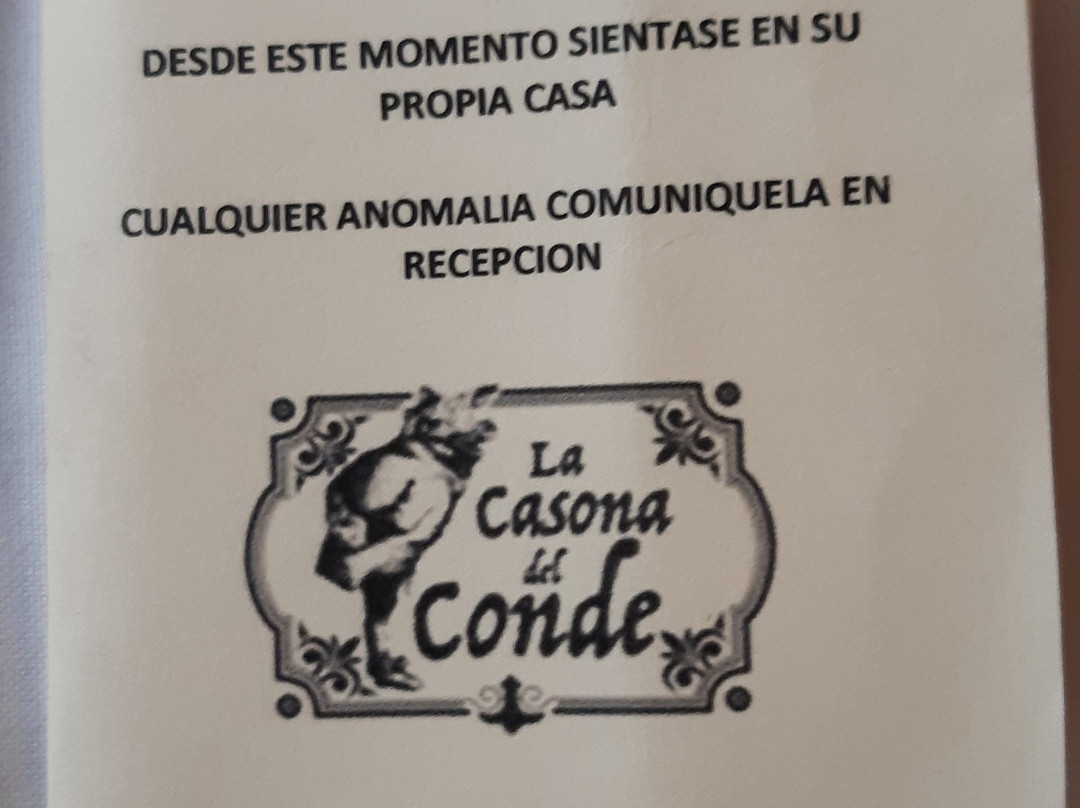 DESDE ESTE MOMENTO SIENTASE EN SU
PROPIA CASA
CUALQUIER ANOMALIA COMUNIQUELA EN
RECEPCION
La
Casona
del
Conde